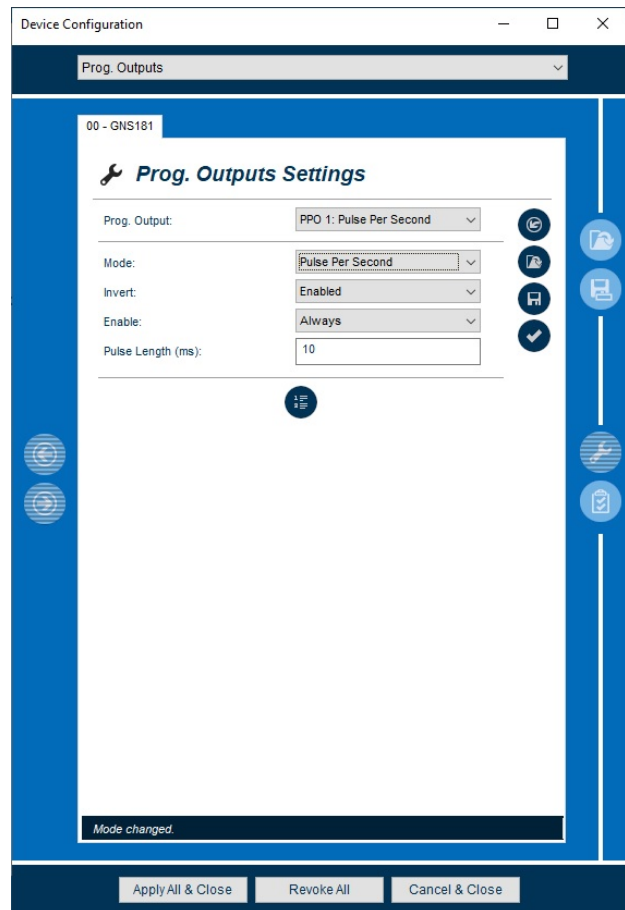 Device Configuration
Prog. Outputs
00 - GNS181
Prog. Outputs Settings
Prog. Output: PPO 1: Pulse Per Second
Mode: Pulse Per Second
Invert: Enabled
Enable: Always
Pulse Length (ms): 10
Mode changed.
Apply All & Close Revoke All Cancel & Close